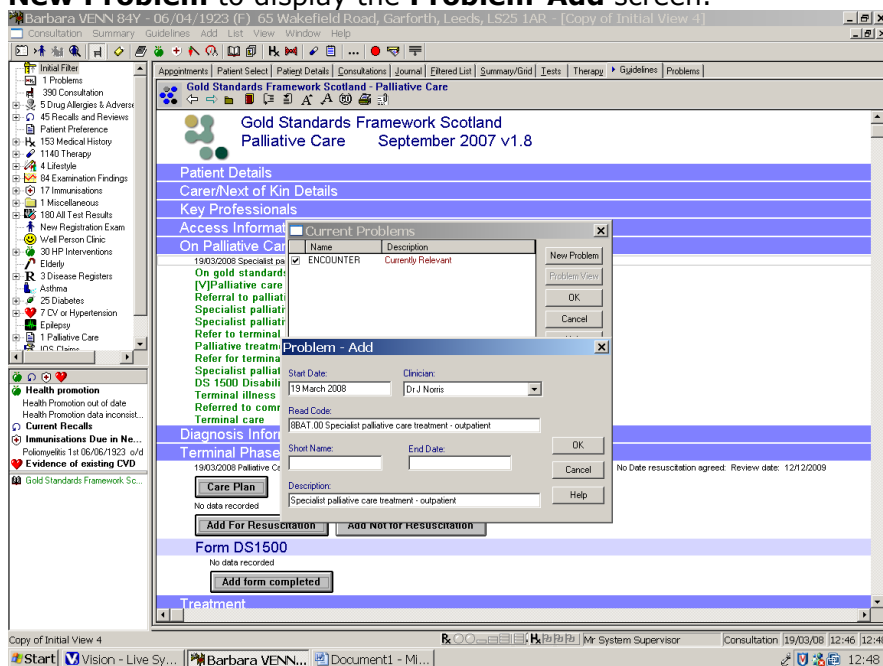 New Problem to display the Problem-Add screen.
Barbara VENN 84Y - 06/04/1923 (F) 65 Wakefield Road, Garforth, Leeds, LS25 1AR - [Copy of Initial View 4]
Consultation Summary Guidelines Add List View Window Help
Initial Filter
1 Problems
390 Consultation
5 Drug Allergies & Adverse
45 Recalls and Reviews
Patient Preference
153 Medical History
1140 Therapy
4 Lifestyle
84 Examination Findings
17 Immunisations
1 Miscellaneous
180 All Test Results
New Registration Exam
Well Person Clinic
30 HP Interventions
Elderly
3 Disease Registers
Asthma
25 Diabetes
7 CV or Hypertension
Epilepsy
1 Palliative Care
IOS Claims
Health promotion
Health Promotion out of date
Health Promotion data inconsist...
Current Recalls
Immunisations Due in Ne...
Poliomyelitis 1st 06/06/1923 o/d
Evidence of existing CVD
Gold Standards Framework Sc...
Appointments Patient Select Patient Details Consultations Journal Filtered List Summary/Grid Tests Therapy Guidelines Problems
Gold Standards Framework Scotland - Palliative Care
Gold Standards Framework Scotland
Palliative Care September 2007 v1.8
Patient Details
Carer/Next of Kin Details
Key Professionals
Access Informat
On Palliative Car
19/03/2008 Specialist pa
On gold standards
[V]Palliative care
Referral to palliati
Specialist palliati
Specialist palliati
Refer to terminal
Palliative treatme
Refer for termina
Specialist palliat
DS 1500 Disabili
Terminal illness
Referred to comm
Terminal care
Diagnosis Inforr
Terminal Phase
19/03/2008 Palliative Ca
No Date resuscitation agreed: Review date: 12/12/2009
Care Plan
No data recorded
Add For Resuscitation Add Not for Resuscitation
Form DS1500
No data recorded
Add form completed
Treatment
Current Problems
Name Description
ENCOUNTER Currently Relevant
New Problem
Problem View
OK
Cancel
Problem - Add
Start Date: Clinician:
19 March 2008 Dr J Norris
Read Code:
8BAT.00 Specialist palliative care treatment - outpatient
Short Name: End Date:
Description:
Specialist palliative care treatment - outpatient
OK
Cancel
Help
Copy of Initial View 4 Mr System Supervisor Consultation 19/03/08 12:46
Start Vision - Live Sy... Barbara VENN... Document1 - Mi... 12:48